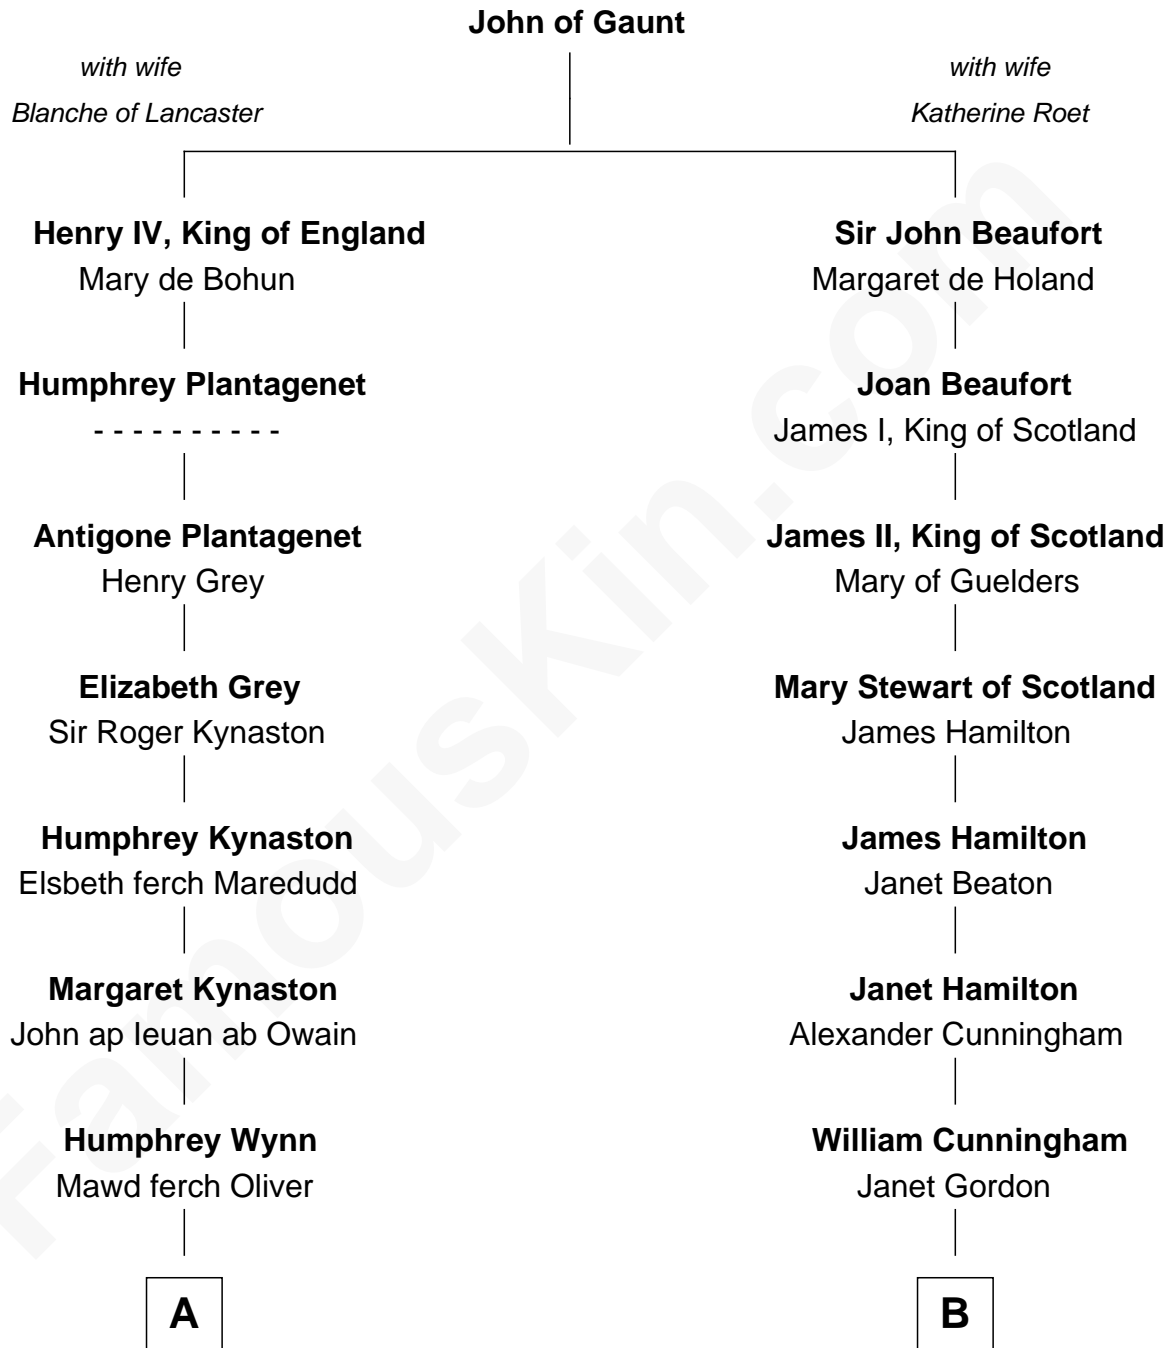 John of Gaunt
with wife
Blanche of Lancaster
with wife
Katherine Roet
Henry IV, King of England
Mary de Bohun
Sir John Beaufort
Margaret de Holand
Humphrey Plantagenet
- - - - - - - - - -
Joan Beaufort
James I, King of Scotland
Antigone Plantagenet
Henry Grey
James II, King of Scotland
Mary of Guelders
Elizabeth Grey
Sir Roger Kynaston
Mary Stewart of Scotland
James Hamilton
Humphrey Kynaston
Elsbeth ferch Maredudd
James Hamilton
Janet Beaton
Margaret Kynaston
John ap Ieuan ab Owain
Janet Hamilton
Alexander Cunningham
Humphrey Wynn
Mawd ferch Oliver
William Cunningham
Janet Gordon
A
B
FamousKin.com